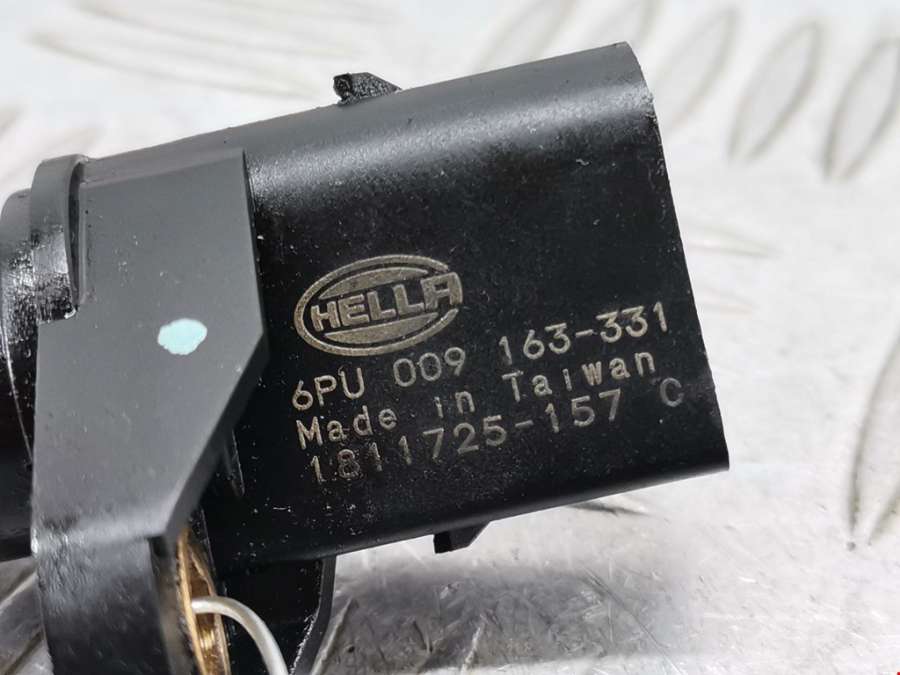 HELLA
6PU 009 163-331
Made in Taiwan
1811725-157 C